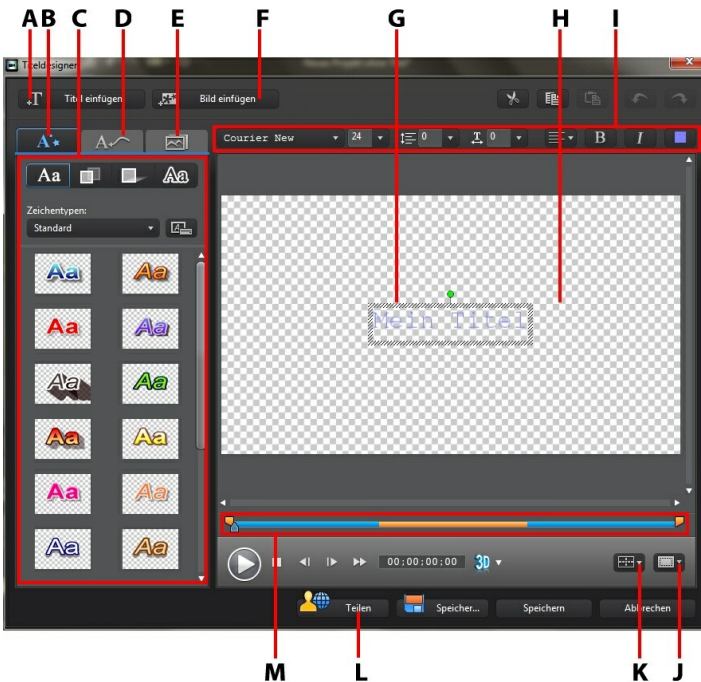 A B C D E F G H I
Titeldesigner
Titel einfügen Bild einfügen
Courier New 24 0 0 B I
Aa Aa
Zeichentypen:
Standard
Aa Aa
Aa Aa
Aa Aa
Aa Aa
Aa Aa
Aa Aa
Mein Titel
00;00;00;00 3D
Teilen Speicher... Speichern Abbrechen
M L K J